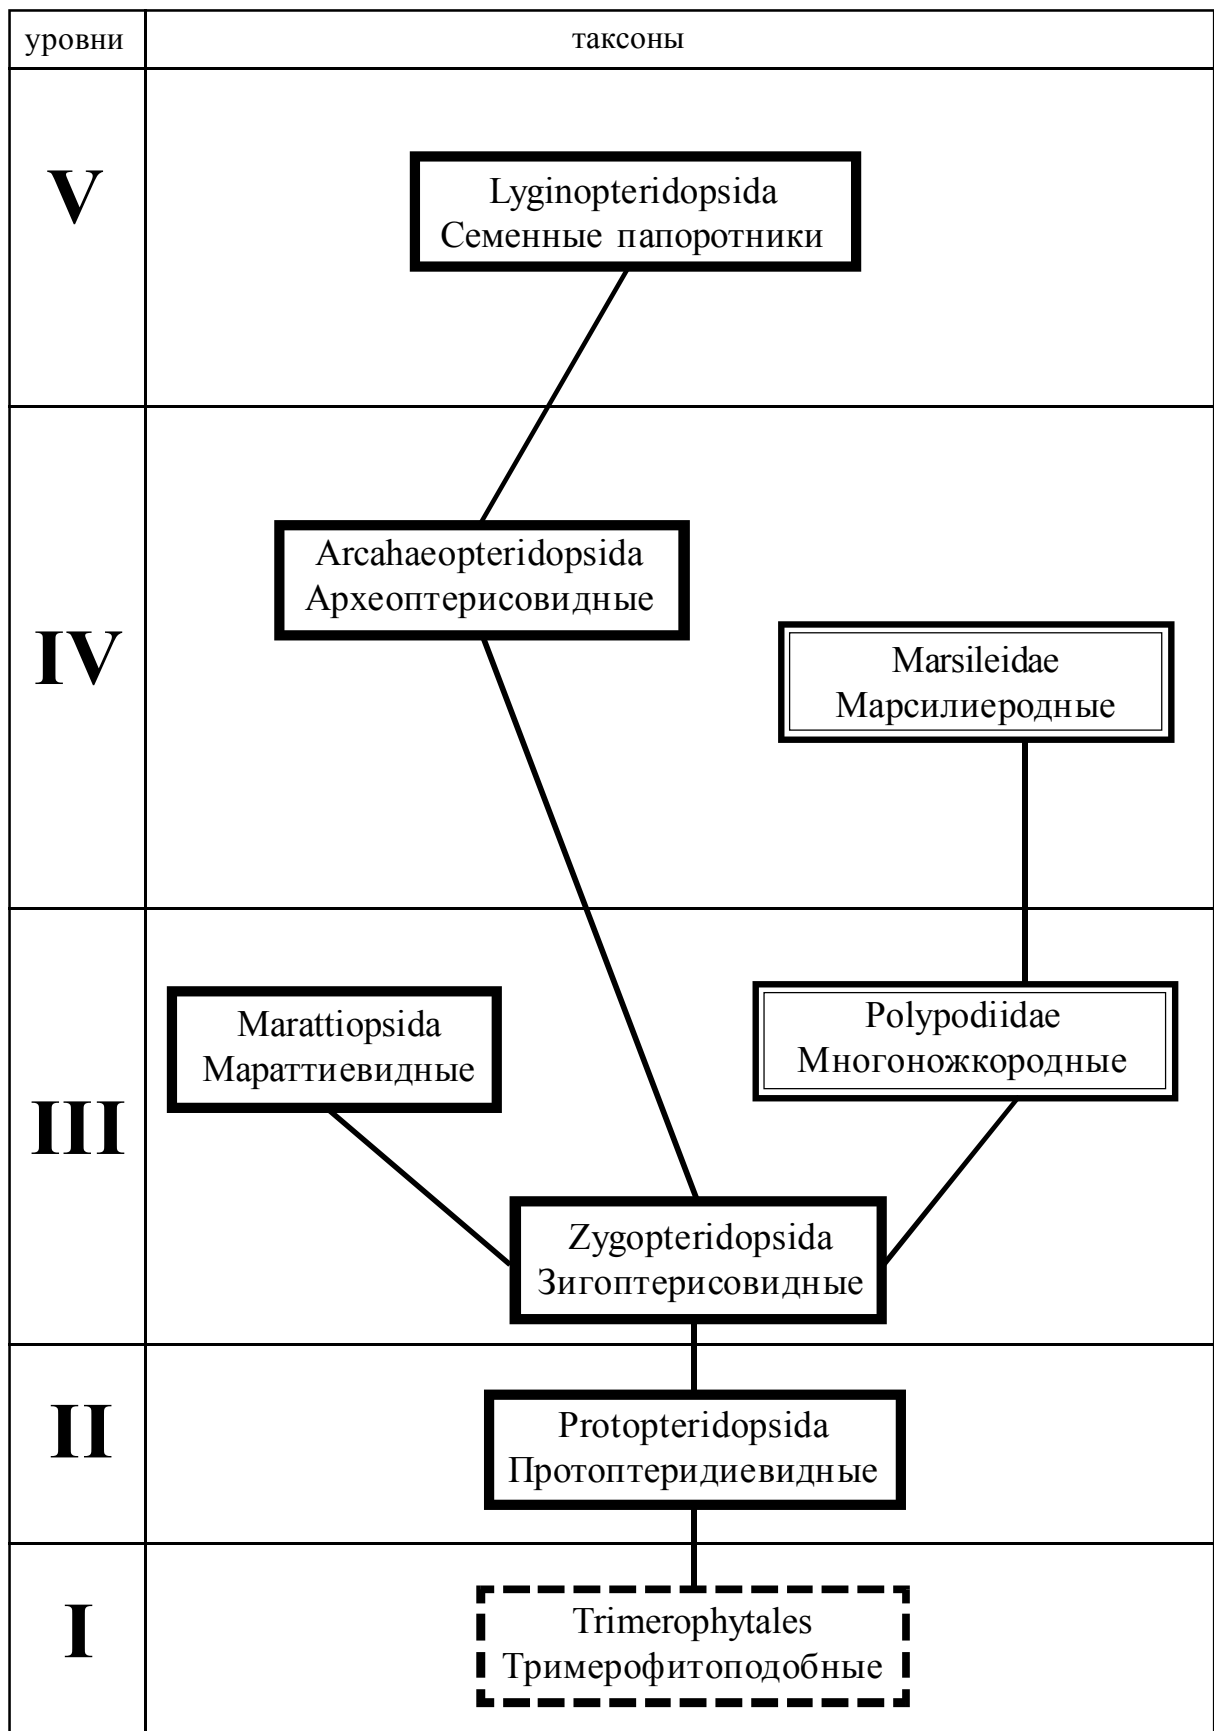 уровни
таксоны
V
Lyginopteridopsida
Семенные папоротники
IV
Arcahaeopteridopsida
Археоптерисовидные
Marsileidae
Марсилиеродные
III
Marattiopsida
Мараттиевидные
Polypodiidae
Многоножкородные
Zygopteridopsida
Зигоптерисовидные
II
Protopteridopsida
Протоптеридиевидные
I
Trimerophytales
Тримерофитоподобные